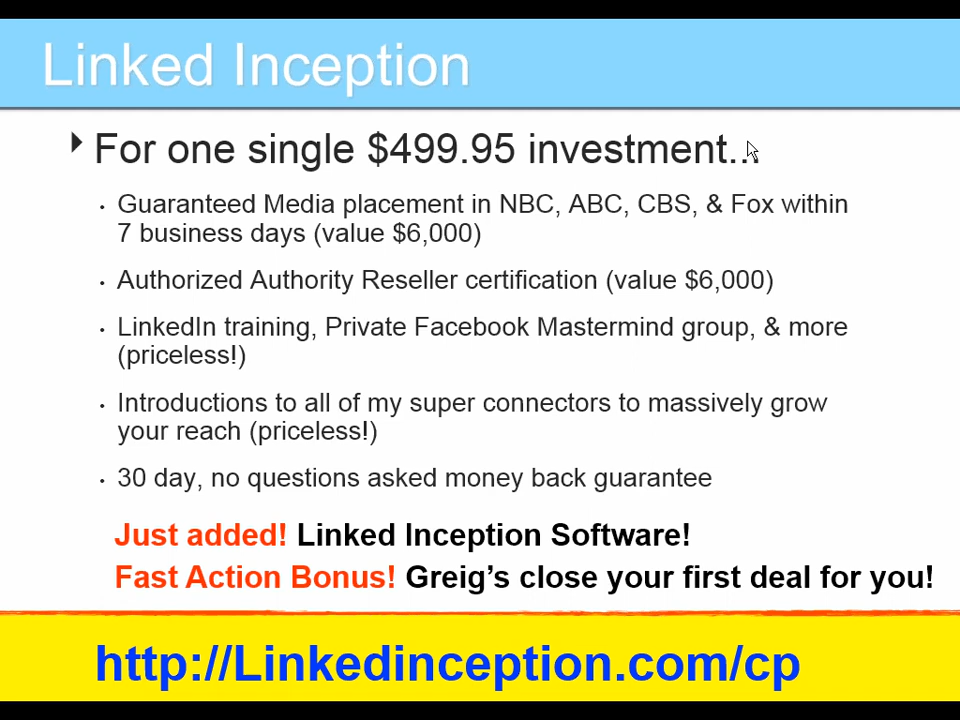 Linked Inception
For one single $499.95 investment...
• Guaranteed Media placement in NBC, ABC, CBS, & Fox within
7 business days (value $6,000)
• Authorized Authority Reseller certification (value $6,000)
• LinkedIn training, Private Facebook Mastermind group, & more
(priceless!)
• Introductions to all of my super connectors to massively grow
your reach (priceless!)
• 30 day, no questions asked money back guarantee
Just added! Linked Inception Software!
Fast Action Bonus! Greig's close your first deal for you!
http://Linkedinception.com/cp